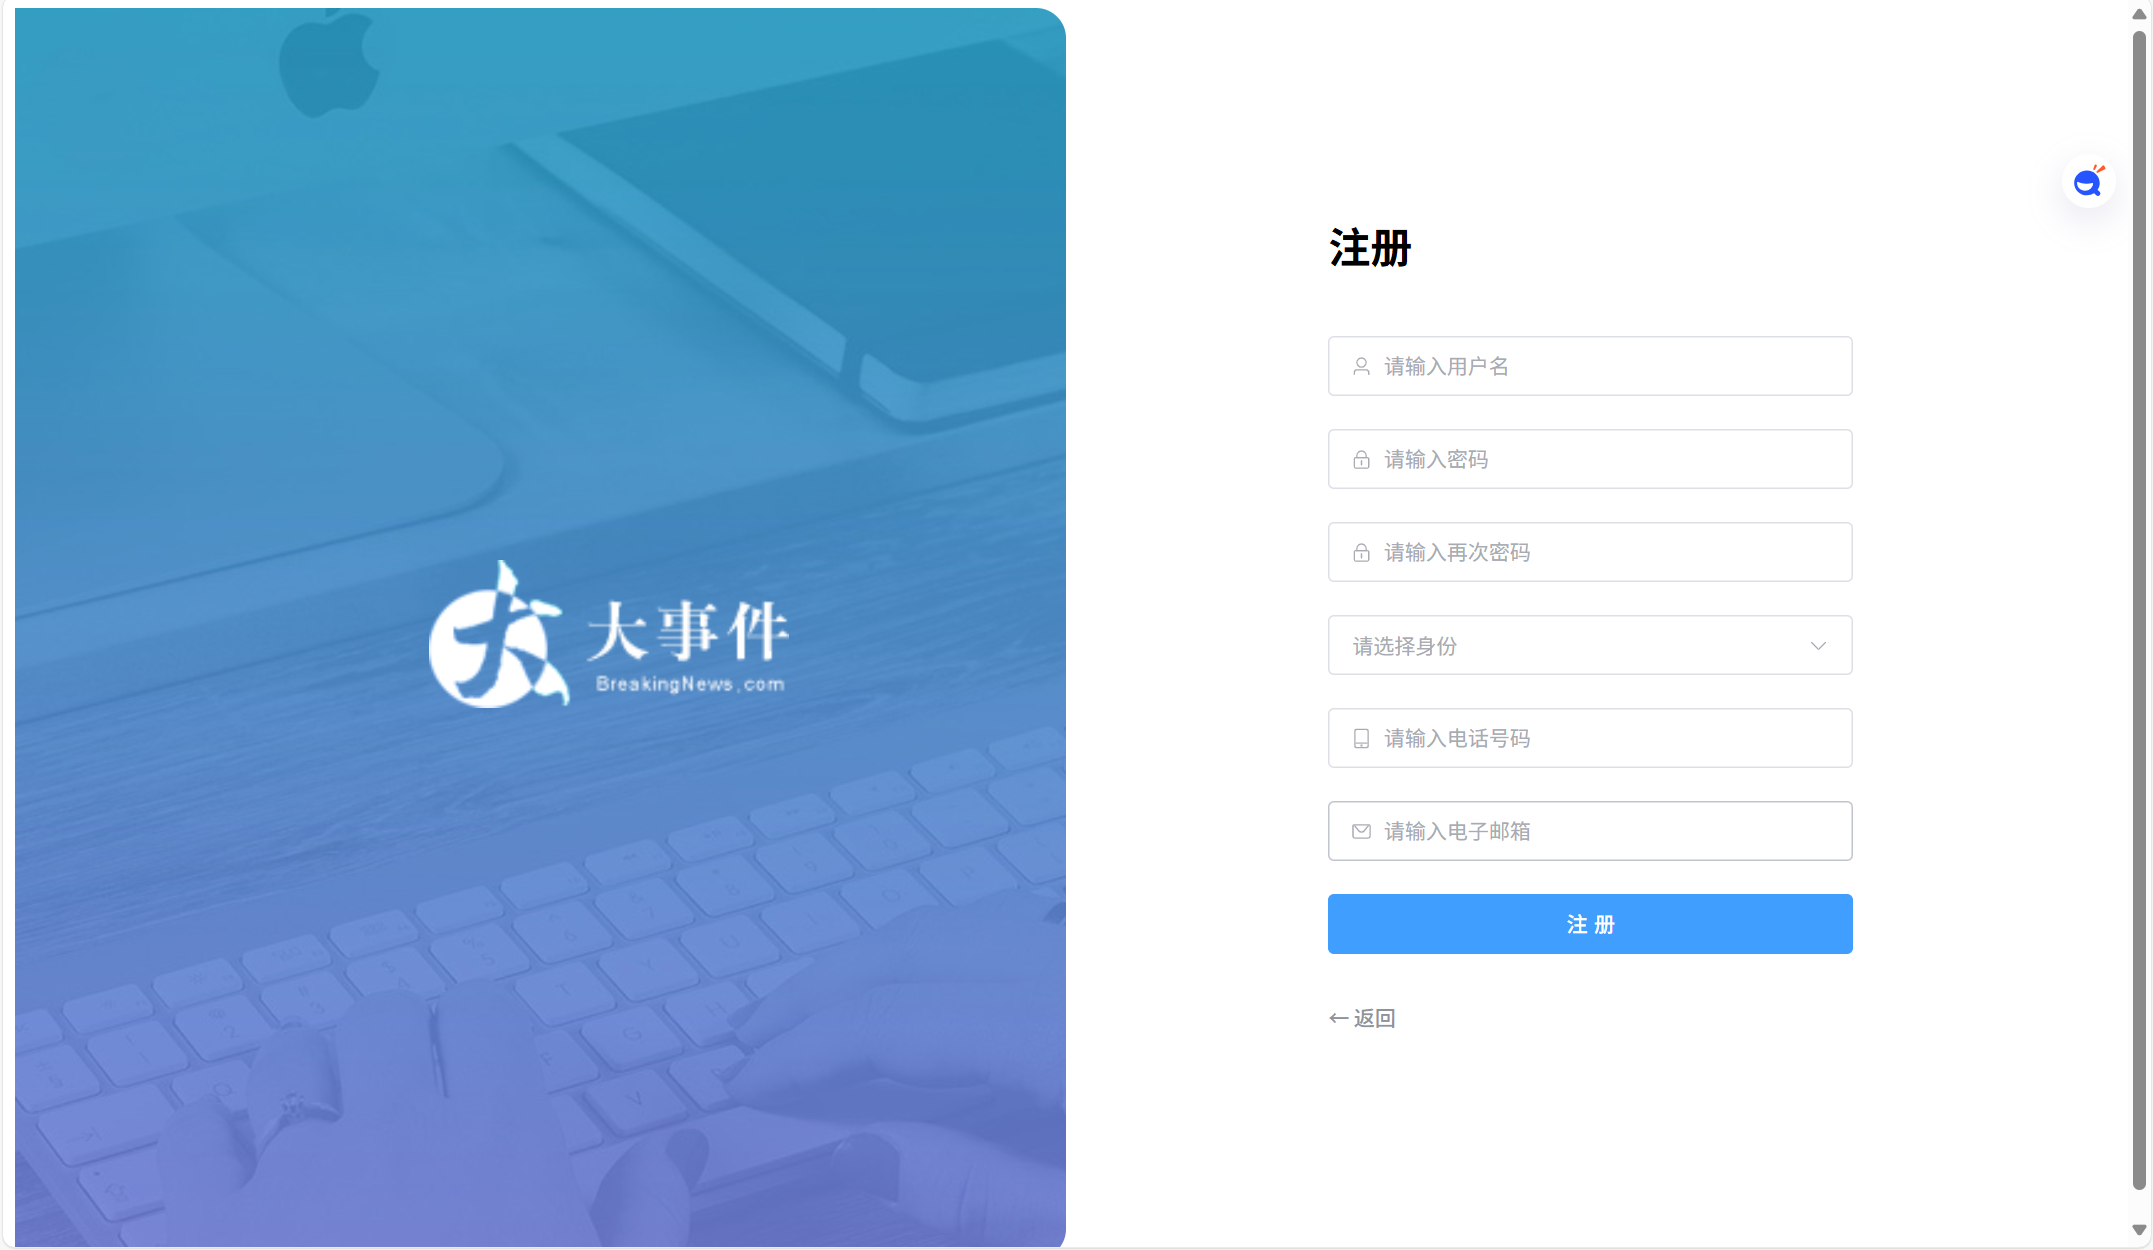 大事件
BreakingNews.com
注册
请输入用户名
请输入密码
请输入再次密码
请选择身份
请输入电话号码
请输入电子邮箱
注 册
返回